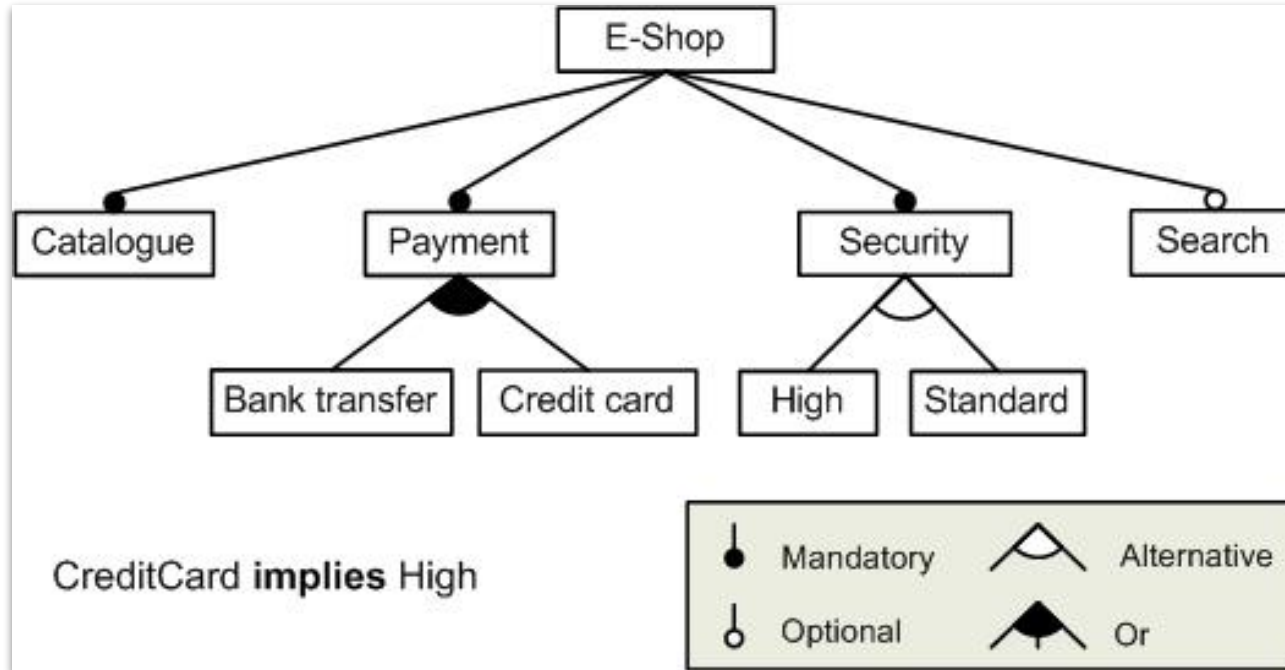 E-Shop
Catalogue
Payment
Security
Search
Bank transfer
Credit card
High
Standard
CreditCard implies High
Mandatory
Alternative
Optional
Or